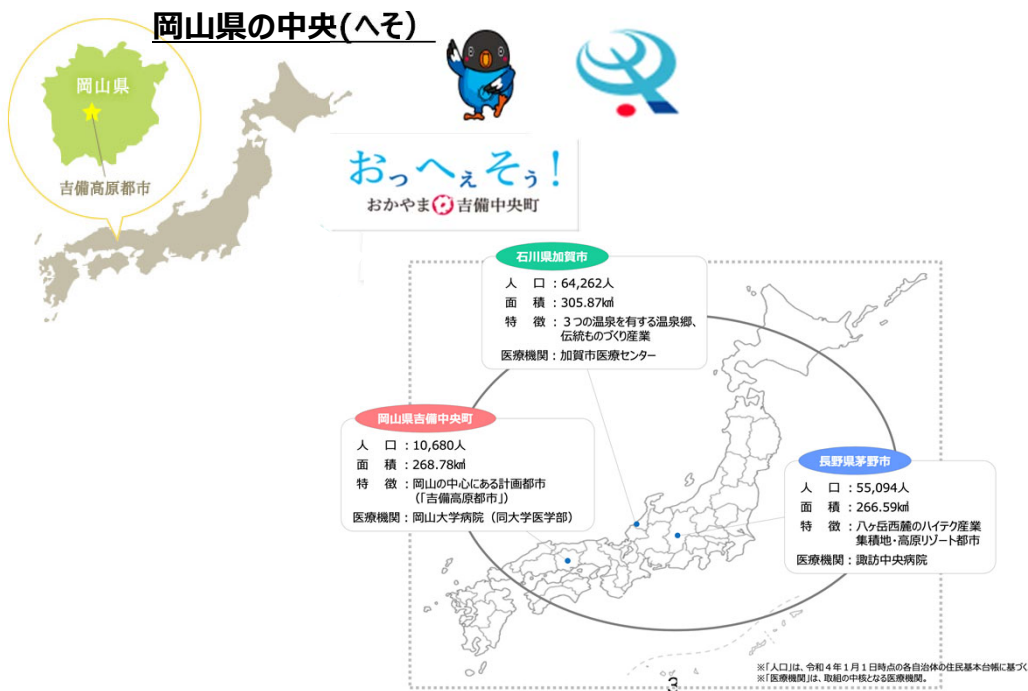 岡山県の中央(へそ）
岡山県
吉備高原都市
おっへぇそぅ！
おかやま 吉備中央町
石川県加賀市
人　口：64,262人
面　積：305.87㎢
特　徴：３つの温泉を有する温泉郷、
伝統ものづくり産業
医療機関：加賀市医療センター
岡山県吉備中央町
人　口：10,680人
面　積：268.78㎢
特　徴：岡山の中心にある計画都市
(「吉備高原都市」)
医療機関：岡山大学病院（同大学医学部）
長野県茅野市
人　口：55,094人
面　積：266.59㎢
特　徴：八ヶ岳西麓のハイテク産業
集積地・高原リゾート都市
医療機関：諏訪中央病院
※「人口」は、令和４年１月１日時点の各自治体の住民基本台帳に基づく
※「医療機関」は、取組の中核となる医療機関。
3